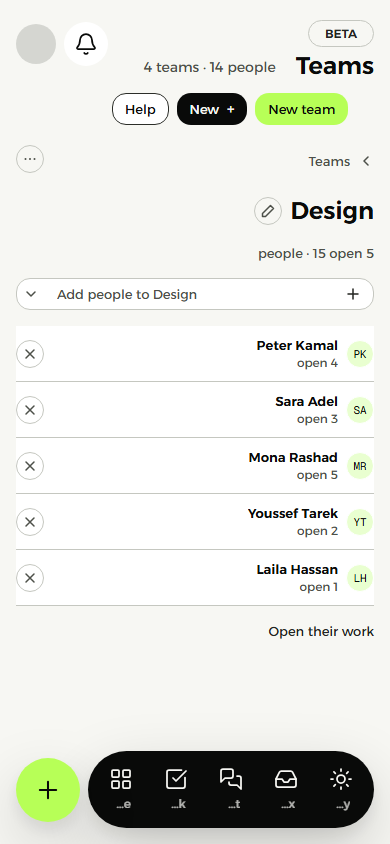 BETA
Teams
4 teams · 14 people
New team
New +
Help
Teams
...
Design
people · 15 open 5
Add people to Design
PK
Peter Kamal
open 4
SA
Sara Adel
open 3
MR
Mona Rashad
open 5
YT
Youssef Tarek
open 2
LH
Laila Hassan
open 1
Open their work
...y
...x
...t
...k
...e